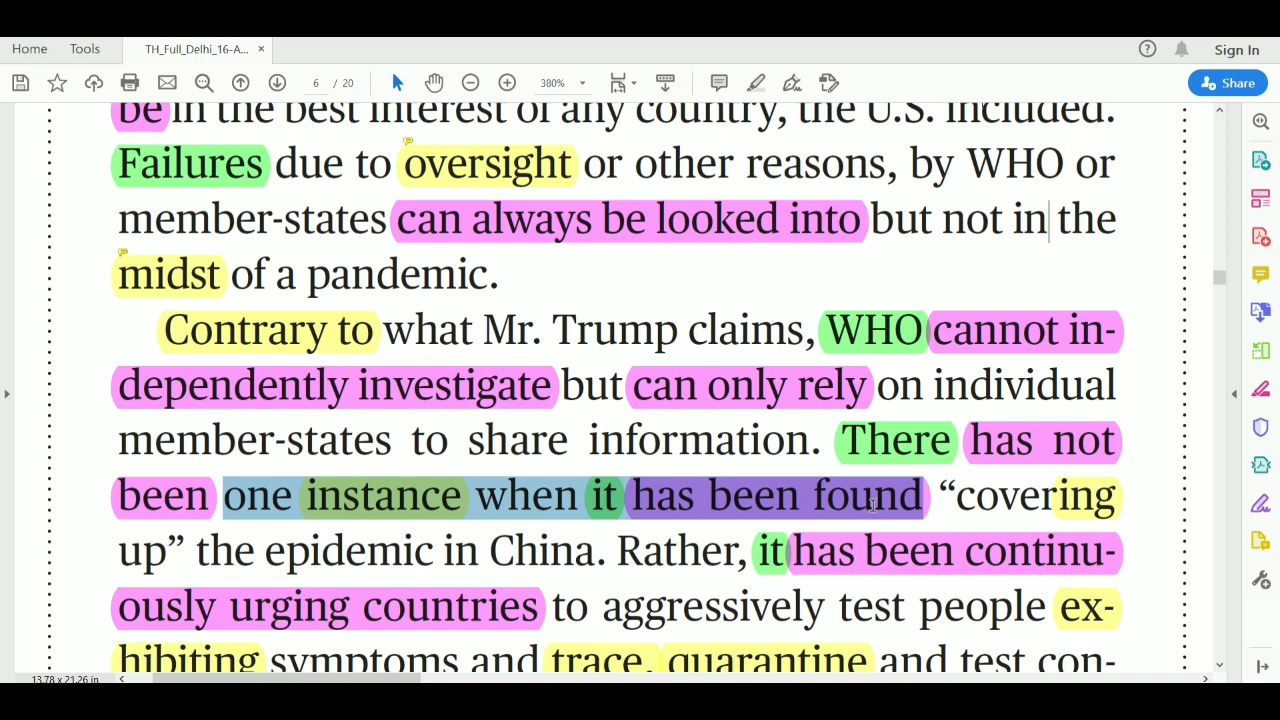 Home Tools TH_Full_Delhi_16-A... × Sign In
6 / 20 380% Share
be in the best interest of any country, the U.S. included.
Failures due to oversight or other reasons, by WHO or
member-states can always be looked into but not in the
midst of a pandemic.
Contrary to what Mr. Trump claims, WHO cannot in-
dependently investigate but can only rely on individual
member-states to share information. There has not
been one instance when it has been found “covering
up” the epidemic in China. Rather, it has been continu-
ously urging countries to aggressively test people ex-
hibiting symptoms and trace, quarantine and test con-
13.78 x 21.26 in